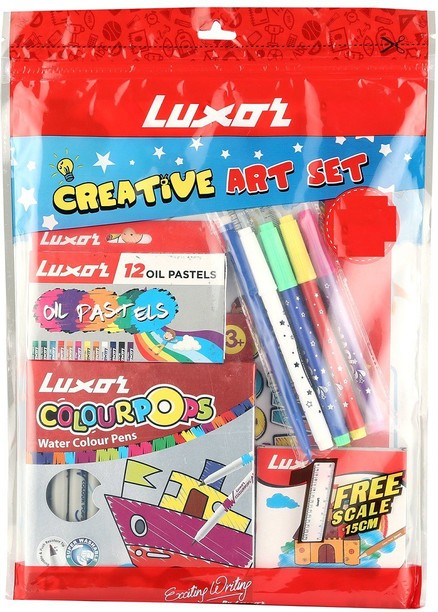 Luxor
CREATIVE ART SET
Luxor
Luxor 12 OIL PASTELS
OIL PASTELS
3+
Luxor
COLOURPOPS
Water Colour Pens
FREE
SCALE
15CM
Exciting Writing